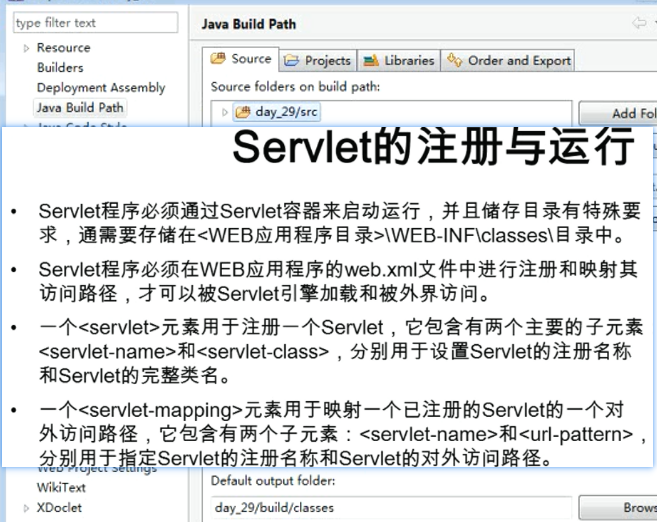 type filter text
Resource
Builders
Deployment Assembly
Java Build Path
Java Build Path
Source
Projects
Libraries
Order and Export
Source folders on build path:
day_29/src
Add Fol
Servlet的注册与运行
• Servlet程序必须通过Servlet容器来启动运行，并且储存目录有特殊要
求，通需要存储在<WEB应用程序目录>\WEB-INF\classes\目录中。
• Servlet程序必须在WEB应用程序的web.xml文件中进行注册和映射其
访问路径，才可以被Servlet引擎加载和被外界访问。
• 一个<servlet>元素用于注册一个Servlet，它包含有两个主要的子元素
<servlet-name>和<servlet-class>，分别用于设置Servlet的注册名称
和Servlet的完整类名。
• 一个<servlet-mapping>元素用于映射一个已注册的Servlet的一个对
外访问路径，它包含有两个子元素：<servlet-name>和<url-pattern>，
分别用于指定Servlet的注册名称和Servlet的对外访问路径。
Web Project Settings
WikiText
XDoclet
Default output folder:
day_29/build/classes
Brows